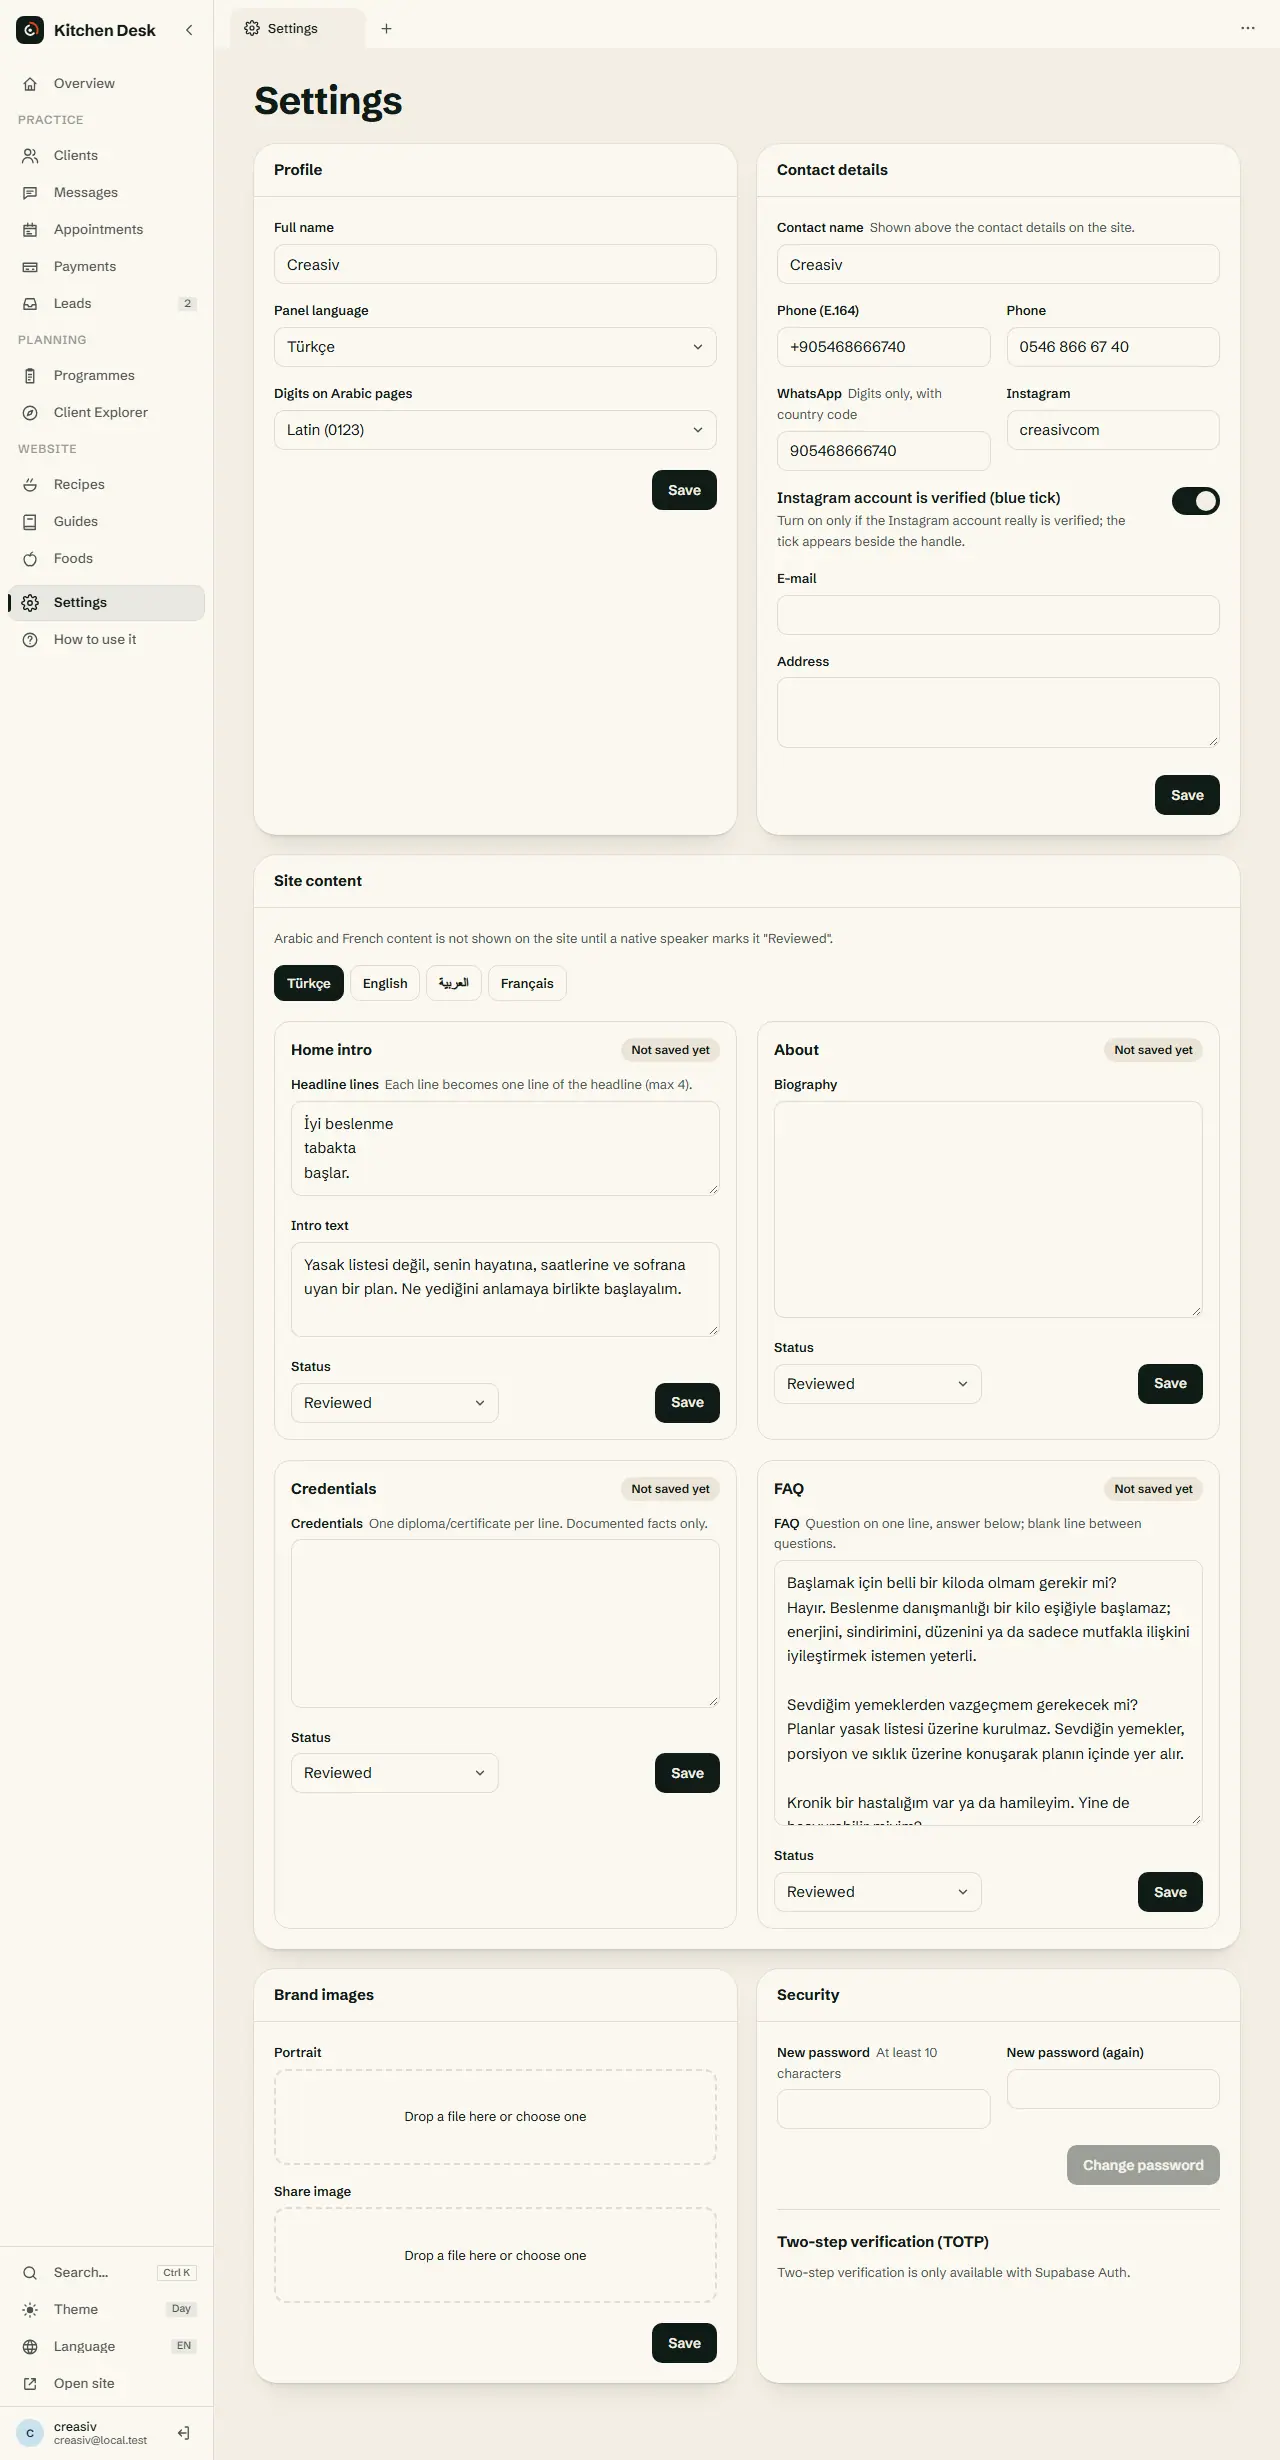 Kitchen Desk
Overview
PRACTICE
Clients
Messages
Appointments
Payments
Leads 2
PLANNING
Programmes
Client Explorer
WEBSITE
Recipes
Guides
Foods
Settings
How to use it
Search... Ctrl K
Theme Day
Language EN
Open site
C creasiv
creasiv@local.test
Settings
Settings
Profile
Full name
Creasiv
Panel language
Türkçe
Digits on Arabic pages
Latin (0123)
Save
Contact details
Contact name Shown above the contact details on the site.
Creasiv
Phone (E.164)
+905468666740
Phone
0546 866 67 40
WhatsApp Digits only, with
country code
905468666740
Instagram
creasivcom
Instagram account is verified (blue tick)
Turn on only if the Instagram account really is verified; the
tick appears beside the handle.
E-mail
Address
Save
Site content
Arabic and French content is not shown on the site until a native speaker marks it "Reviewed".
Türkçe English العربية Français
Home intro Not saved yet
Headline lines Each line becomes one line of the headline (max 4).
İyi beslenme
tabakta
başlar.
Intro text
Yasak listesi değil, senin hayatına, saatlerine ve sofrana
uyan bir plan. Ne yediğini anlamaya birlikte başlayalım.
Status
Reviewed
Save
About Not saved yet
Biography
Status
Reviewed
Save
Credentials Not saved yet
Credentials One diploma/certificate per line. Documented facts only.
Status
Reviewed
Save
FAQ Not saved yet
FAQ Question on one line, answer below; blank line between
questions.
Başlamak için belli bir kiloda olmam gerekir mi?
Hayır. Beslenme danışmanlığı bir kilo eşiğiyle başlamaz;
enerjini, sindirimini, düzenini ya da sadece mutfakla ilişkini
iyileştirmek istemen yeterli.
Sevdiğim yemeklerden vazgeçmem gerekecek mi?
Planlar yasak listesi üzerine kurulmaz. Sevdiğin yemekler,
porsiyon ve sıklık üzerine konuşarak planın içinde yer alır.
Kronik bir hastalığım var ya da hamileyim. Yine de
Status
Reviewed
Save
Brand images
Portrait
Drop a file here or choose one
Share image
Drop a file here or choose one
Save
Security
New password At least 10
characters
New password (again)
Change password
Two-step verification (TOTP)
Two-step verification is only available with Supabase Auth.